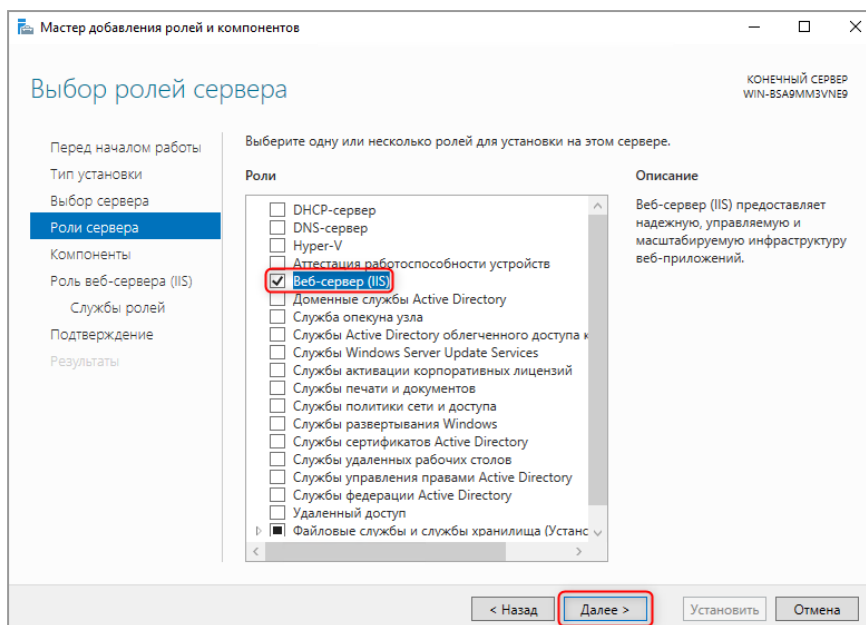 Мастер добавления ролей и компонентов
Выбор ролей сервера
КОНЕЧНЫЙ СЕРВЕР
WIN-BSA9MM3VNE9
Перед началом работы
Тип установки
Выбор сервера
Роли сервера
Компоненты
Роль веб-сервера (IIS)
Службы ролей
Подтверждение
Результаты
Выберите одну или несколько ролей для установки на этом сервере.
Роли
DHCP-сервер
DNS-сервер
Hyper-V
Аттестация работоспособности устройств
Веб-сервер (IIS)
Доменные службы Active Directory
Служба опекуна узла
Службы Active Directory облегченного доступа к
Службы Windows Server Update Services
Службы активации корпоративных лицензий
Службы печати и документов
Службы политики сети и доступа
Службы развертывания Windows
Службы сертификатов Active Directory
Службы удаленных рабочих столов
Службы управления правами Active Directory
Службы федерации Active Directory
Удаленный доступ
Файловые службы и службы хранилища (Устанс
Описание
Веб-сервер (IIS) предоставляет
надежную, управляемую и
масштабируемую инфраструктуру
веб-приложений.
< Назад
Далее >
Установить
Отмена